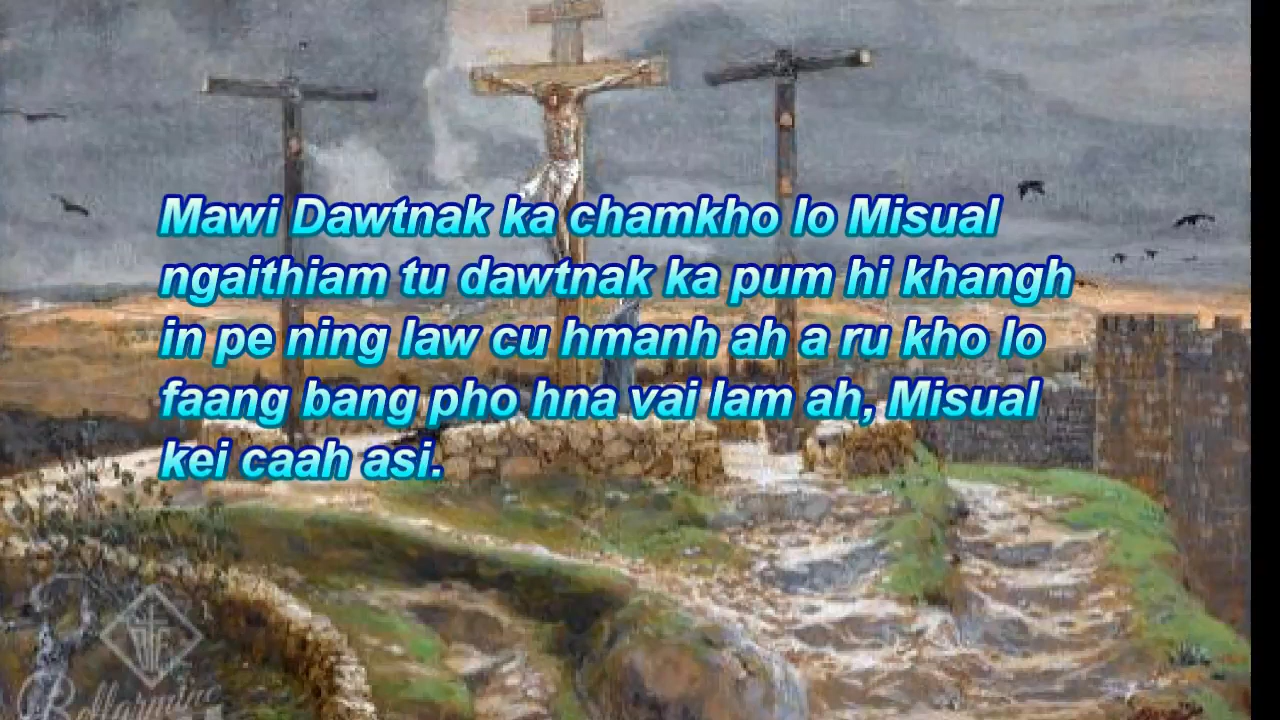 Mawi Dawtnak ka chamkho lo Misual
ngaithiam tu dawtnak ka pum hi khangh
in pe ning law cu hmanh ah a ru kho lo
faang bang pho hna vai lam ah, Misual
kei caah asi.
Bellarmine